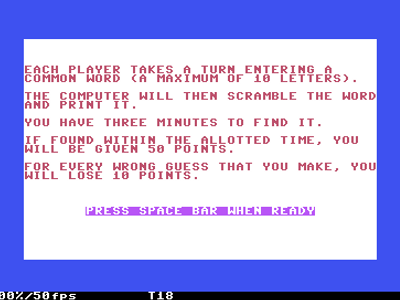 EACH PLAYER TAKES A TURN ENTERING A
COMMON WORD (A MAXIMUM OF 10 LETTERS).
THE COMPUTER WILL THEN SCRAMBLE THE WORD
AND PRINT IT.
YOU HAVE THREE MINUTES TO FIND IT.
IF FOUND WITHIN THE ALLOTTED TIME, YOU
WILL BE GIVEN 50 POINTS.
FOR EVERY WRONG GUESS THAT YOU MAKE, YOU
WILL LOSE 10 POINTS.
PRESS SPACE BAR WHEN READY
00%/50fps T18